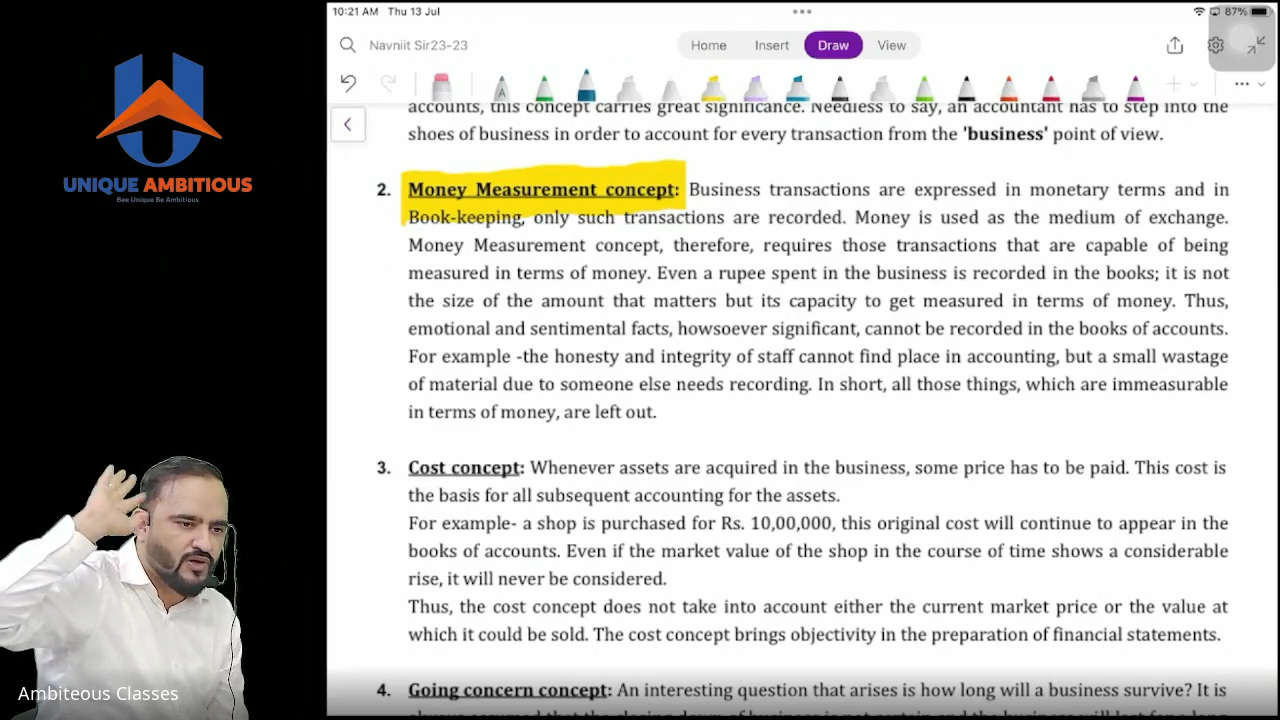 10:21 AM Thu 13 Jul
87%
Navniit Sir23-23
Home Insert Draw View
A
accounts, this concept carries great significance. Needless to say, an accountant has to step into the
shoes of business in order to account for every transaction from the 'business' point of view.
UNIQUE AMBITIOUS
Bee Unique Be Ambitious
2. Money Measurement concept: Business transactions are expressed in monetary terms and in
Book-keeping, only such transactions are recorded. Money is used as the medium of exchange.
Money Measurement concept, therefore, requires those transactions that are capable of being
measured in terms of money. Even a rupee spent in the business is recorded in the books; it is not
the size of the amount that matters but its capacity to get measured in terms of money. Thus,
emotional and sentimental facts, howsoever significant, cannot be recorded in the books of accounts.
For example -the honesty and integrity of staff cannot find place in accounting, but a small wastage
of material due to someone else needs recording. In short, all those things, which are immeasurable
in terms of money, are left out.
3. Cost concept: Whenever assets are acquired in the business, some price has to be paid. This cost is
the basis for all subsequent accounting for the assets.
For example- a shop is purchased for Rs. 10,00,000, this original cost will continue to appear in the
books of accounts. Even if the market value of the shop in the course of time shows a considerable
rise, it will never be considered.
Thus, the cost concept does not take into account either the current market price or the value at
which it could be sold. The cost concept brings objectivity in the preparation of financial statements.
4. Going concern concept: An interesting question that arises is how long will a business survive? It is
Ambiteous Classes